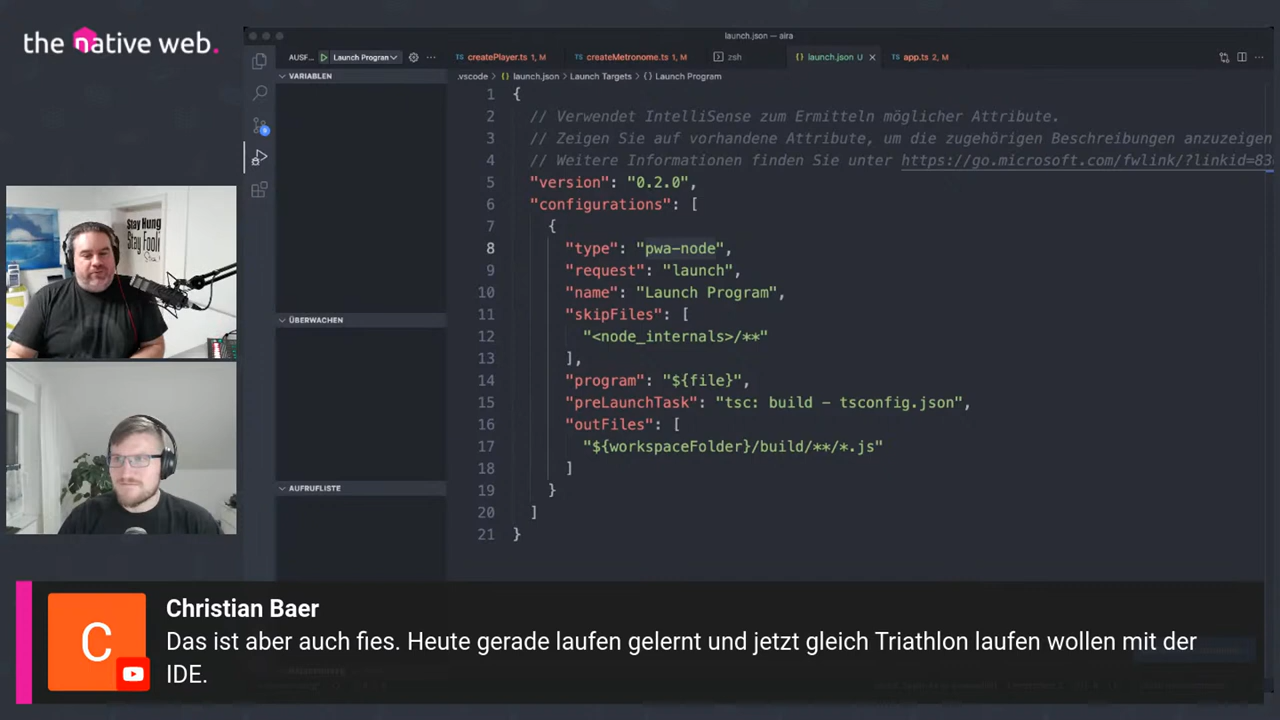 the native web.
launch.json — aira
AUSF… Launch Program
createPlayer.ts 1, M
createMetronome.ts 1, M
zsh
launch.json U
app.ts 2, M
.vscode > {} launch.json > Launch Targets > {} Launch Program
VARIABLEN
ÜBERWACHEN
AUFRUFLISTE
1 {
2 // Verwendet IntelliSense zum Ermitteln möglicher Attribute.
3 // Zeigen Sie auf vorhandene Attribute, um die zugehörigen Beschreibungen anzuzeigen
4 // Weitere Informationen finden Sie unter https://go.microsoft.com/fwlink/?linkid=83
5 "version": "0.2.0",
6 "configurations": [
7 {
8 "type": "pwa-node",
9 "request": "launch",
10 "name": "Launch Program",
11 "skipFiles": [
12 "<node_internals>/**"
13 ],
14 "program": "${file}",
15 "preLaunchTask": "tsc: build - tsconfig.json",
16 "outFiles": [
17 "${workspaceFolder}/build/**/*.js"
18 ]
19 }
20 ]
21 }
Stay Hung
Stay Fooli
C
Christian Baer
Das ist aber auch fies. Heute gerade laufen gelernt und jetzt gleich Triathlon laufen wollen mit der
IDE.